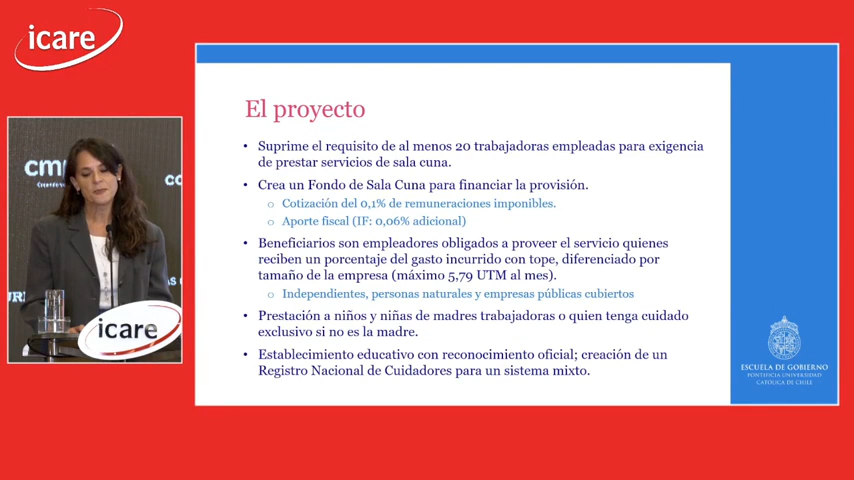 icare
El proyecto
• Suprime el requisito de al menos 20 trabajadoras empleadas para exigencia
de prestar servicios de sala cuna.
• Crea un Fondo de Sala Cuna para financiar la provisión.
o Cotización del 0,1% de remuneraciones imponibles.
o Aporte fiscal (IF: 0,06% adicional)
• Beneficiarios son empleadores obligados a proveer el servicio quienes
reciben un porcentaje del gasto incurrido con tope, diferenciado por
tamaño de la empresa (máximo 5,79 UTM al mes).
o Independientes, personas naturales y empresas públicas cubiertos
• Prestación a niños y niñas de madres trabajadoras o quien tenga cuidado
exclusivo si no es la madre.
• Establecimiento educativo con reconocimiento oficial; creación de un
Registro Nacional de Cuidadores para un sistema mixto.
icare
ESCUELA DE GOBIERNO
PONTIFICIA UNIVERSIDAD
CATÓLICA DE CHILE